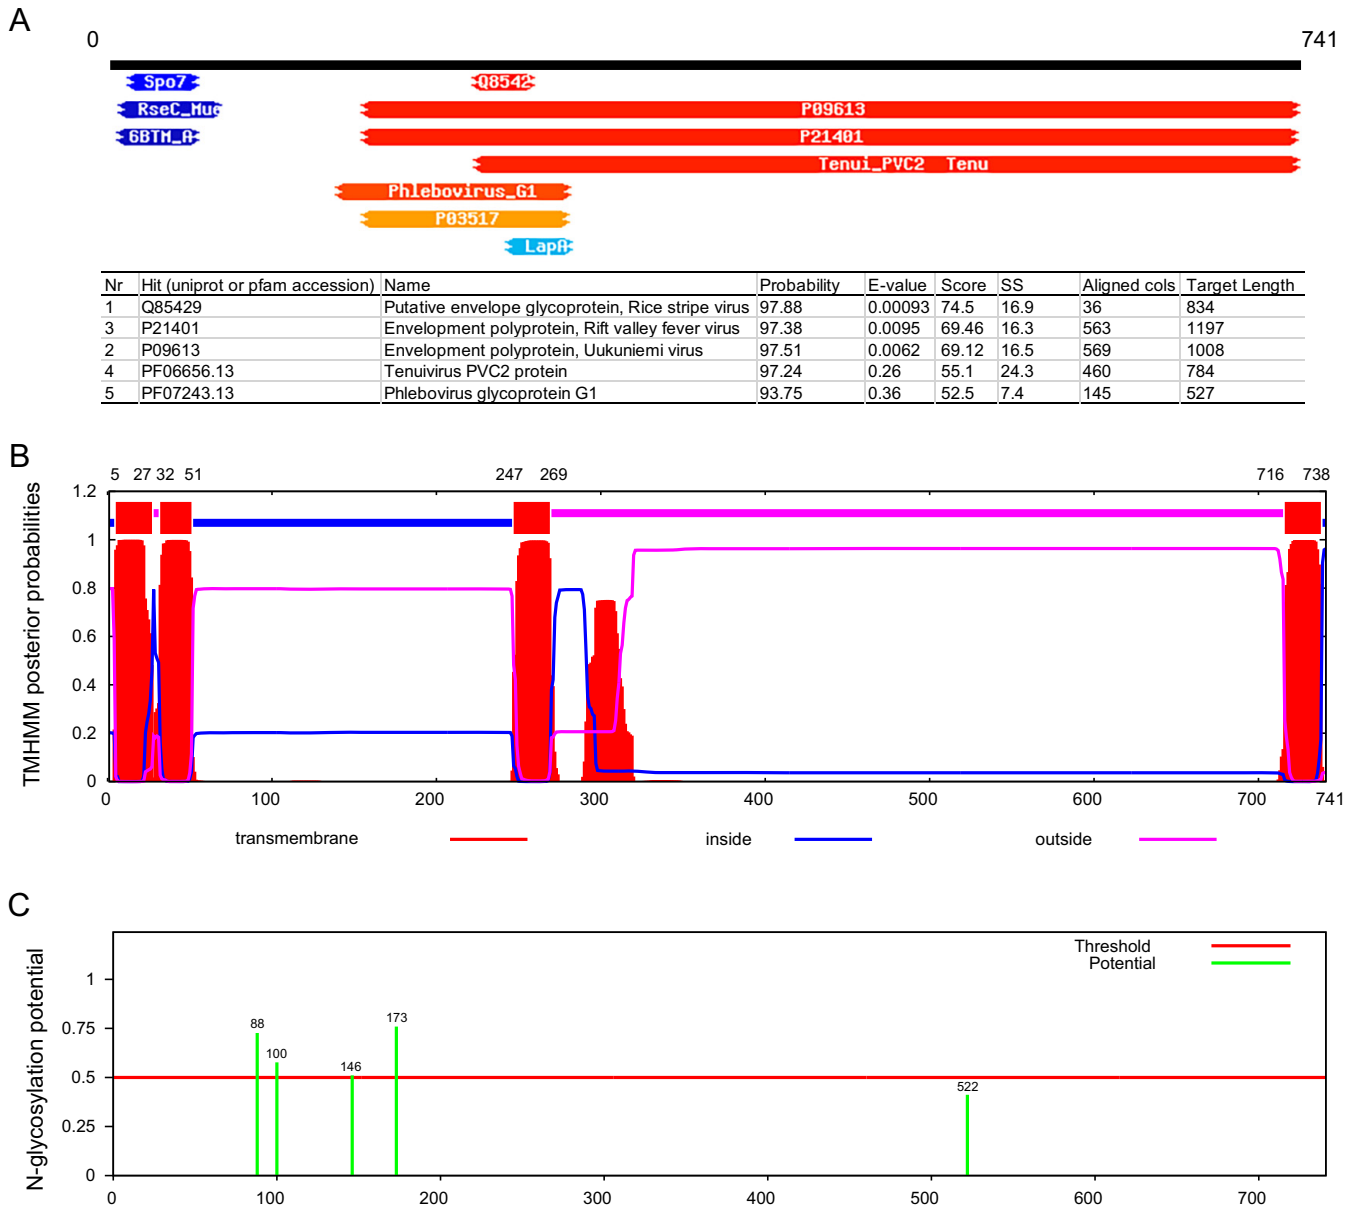 A
0 741
Spo7 Q8542
RseC_Muc P09613
6BTM_A P21401
Tenui_PVC2 Tenu
Phlebovirus_G1
P03517
LapA
Nr Hit (uniprot or pfam accession) Name Probability E-value Score SS Aligned cols Target Length
1 Q85429 Putative envelope glycoprotein, Rice stripe virus 97.88 0.00093 74.5 16.9 36 834
3 P21401 Envelopment polyprotein, Rift valley fever virus 97.38 0.0095 69.46 16.3 563 1197
2 P09613 Envelopment polyprotein, Uukuniemi virus 97.51 0.0062 69.12 16.5 569 1008
4 PF06656.13 Tenuivirus PVC2 protein 97.24 0.26 55.1 24.3 460 784
5 PF07243.13 Phlebovirus glycoprotein G1 93.75 0.36 52.5 7.4 145 527
B
5 27 32 51 247 269 716 738
TMHMM posterior probabilities
1.2
1
0.8
0.6
0.4
0.2
0
0 100 200 300 400 500 600 700 741
transmembrane inside outside
C
N-glycosylation potential
Threshold
Potential
1
0.75
0.5
0.25
0
88
100
146
173
522
0 100 200 300 400 500 600 700